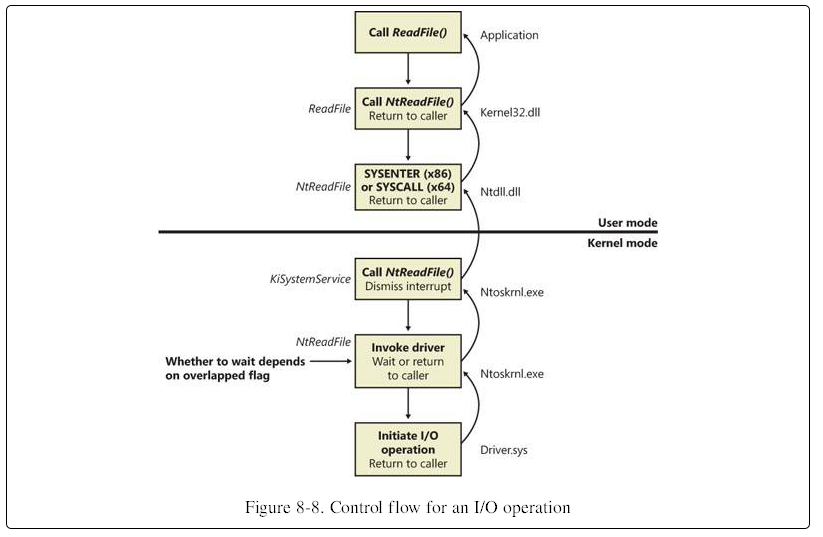 Call ReadFile()
Application
ReadFile
Call NtReadFile()
Return to caller
Kernel32.dll
NtReadFile
SYSENTER (x86)
or SYSCALL (x64)
Return to caller
Ntdll.dll
User mode
Kernel mode
KiSystemService
Call NtReadFile()
Dismiss interrupt
Ntoskrnl.exe
NtReadFile
Whether to wait depends
on overlapped flag
Invoke driver
Wait or return
to caller
Ntoskrnl.exe
Initiate I/O
operation
Return to caller
Driver.sys
Figure 8-8. Control flow for an I/O operation